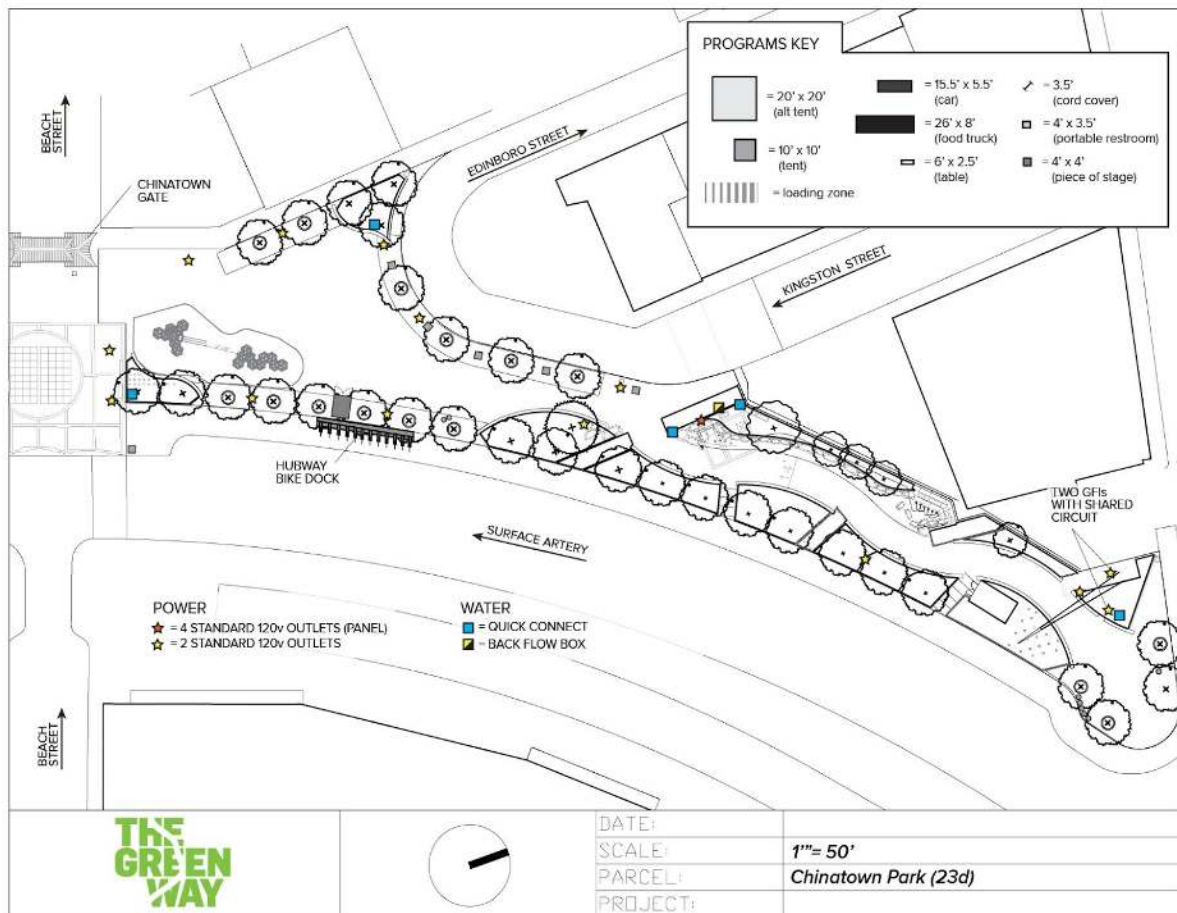 PROGRAMS KEY
= 20' x 20'
(alt tent)
= 10' x 10'
(tent)
= loading zone
= 15.5' x 5.5'
(car)
= 26' x 8'
(food truck)
= 6' x 2.5'
(table)
= 3.5'
(cord cover)
= 4' x 3.5'
(portable restroom)
= 4' x 4'
(piece of stage)
BEACH
STREET
CHINATOWN
GATE
EDINBORO STREET
KINGSTON STREET
HUBWAY
BIKE DOCK
TWO GFIs
WITH SHARED
CIRCUIT
SURFACE ARTERY
POWER
= 4 STANDARD 120v OUTLETS (PANEL)
= 2 STANDARD 120v OUTLETS
WATER
= QUICK CONNECT
= BACK FLOW BOX
BEACH
STREET
THE
GREEN
WAY
DATE:
SCALE: 1'"= 50'
PARCEL: Chinatown Park (23d)
PROJECT: